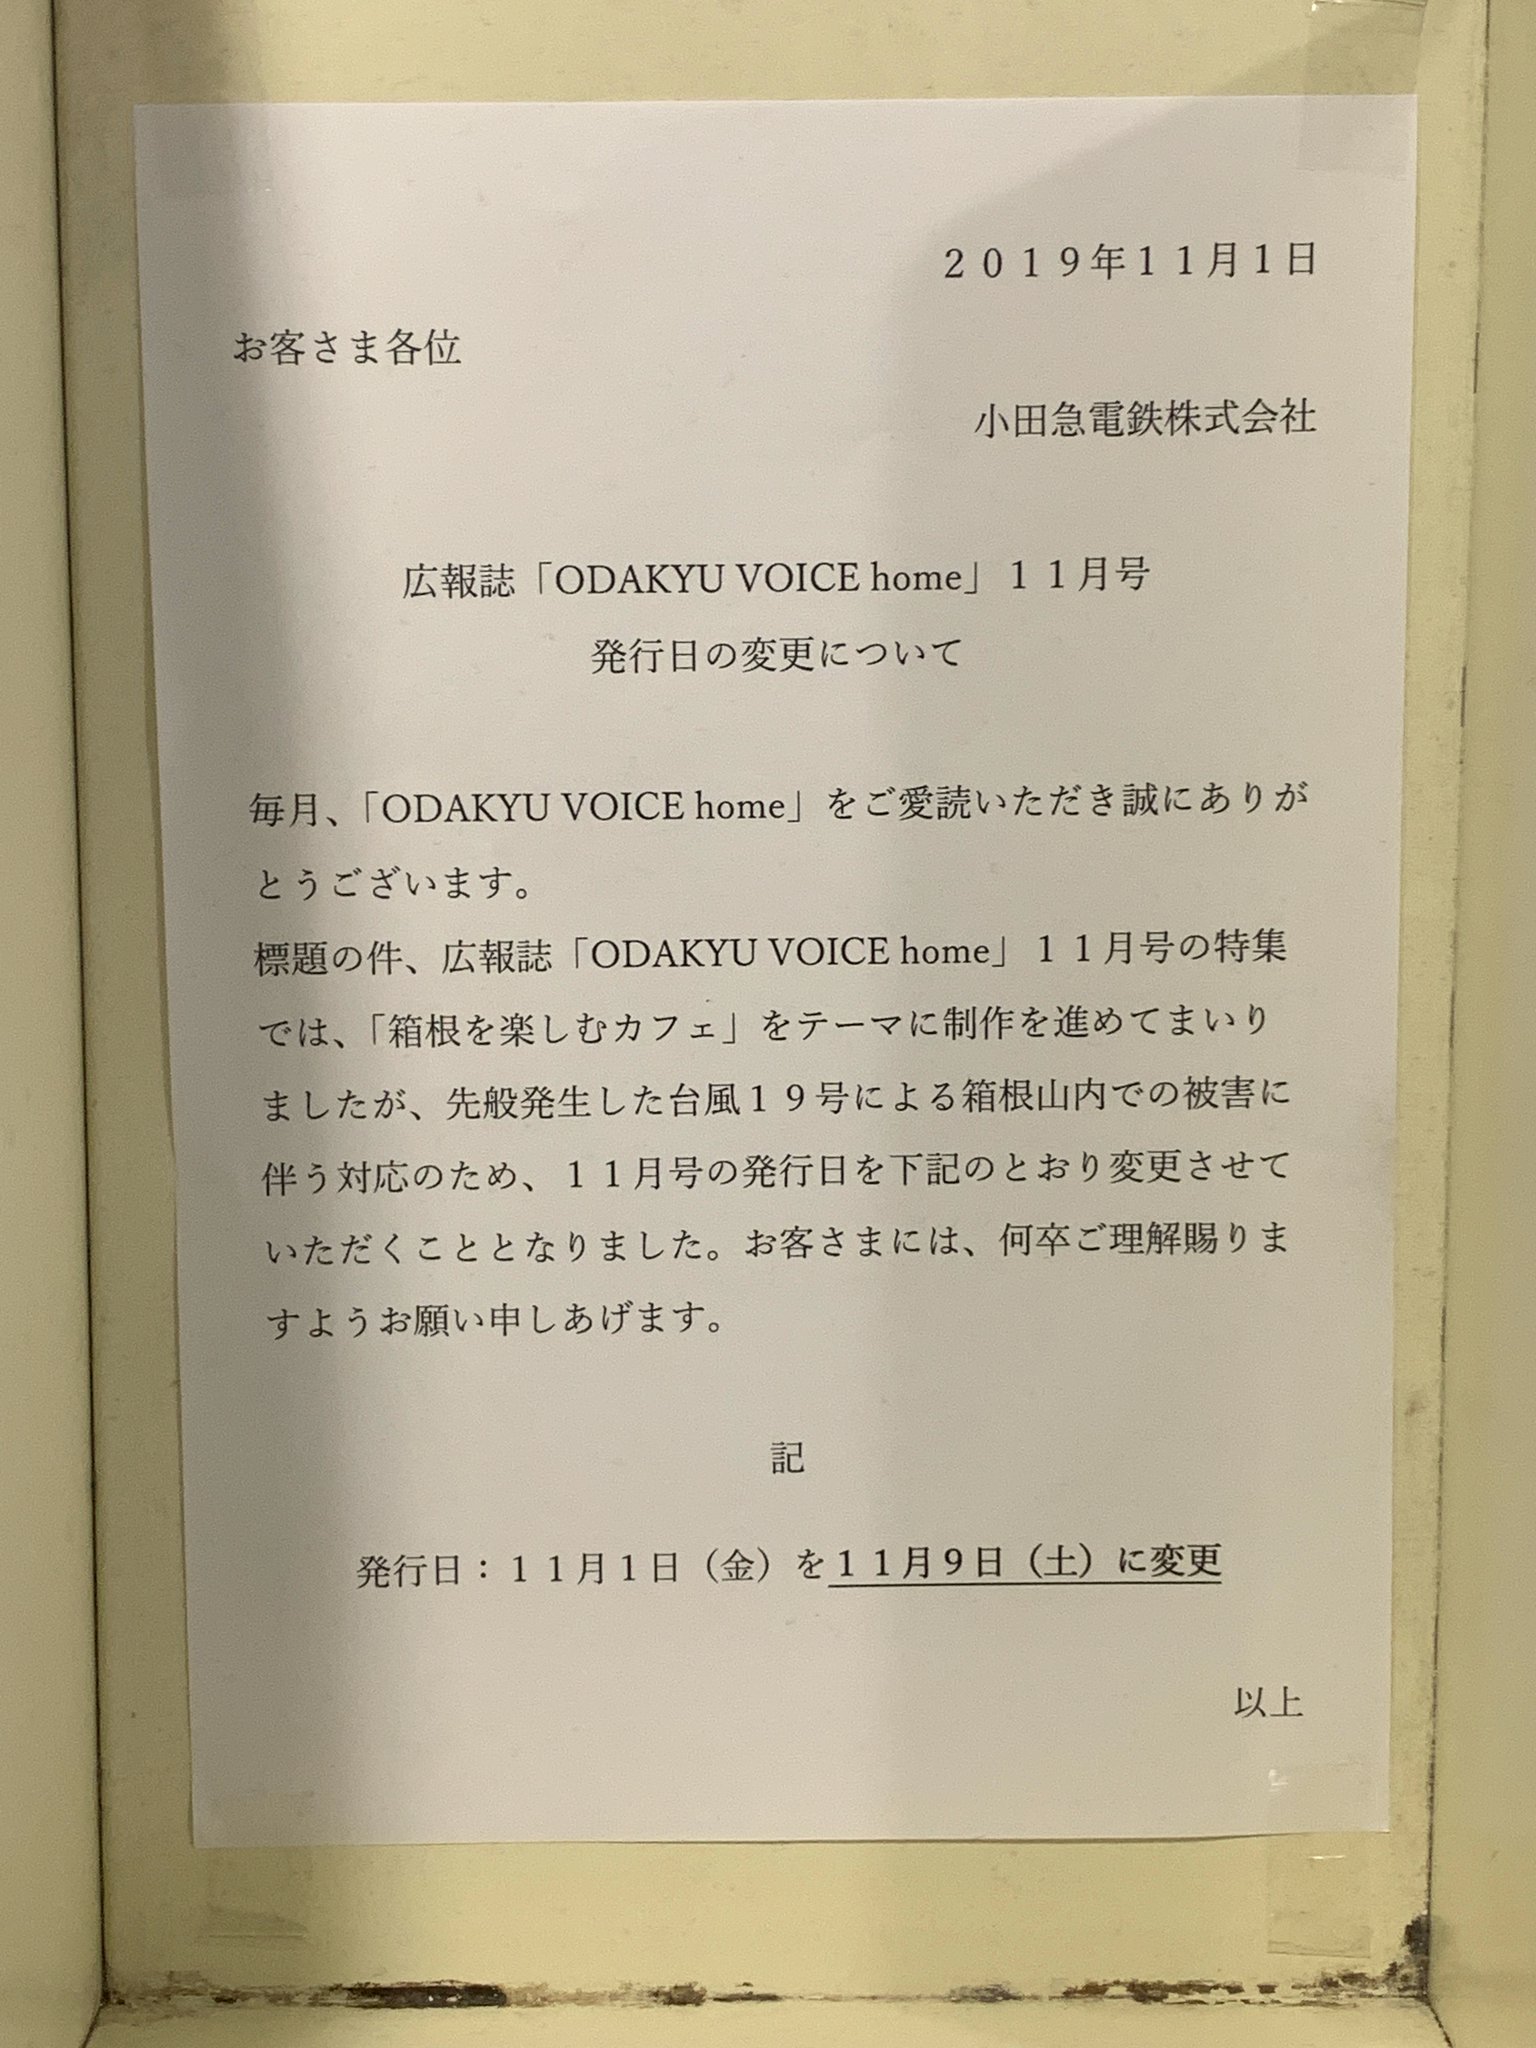 ２０１９年１１月１日
お客さま各位
小田急電鉄株式会社
広報誌「ODAKYU VOICE home」１１月号
発行日の変更について
毎月、「ODAKYU VOICE home」をご愛読いただき誠にありが
とうございます。
標題の件、広報誌「ODAKYU VOICE home」１１月号の特集
では、「箱根を楽しむカフェ」をテーマに制作を進めてまいり
ましたが、先般発生した台風１９号による箱根山内での被害に
伴う対応のため、１１月号の発行日を下記のとおり変更させて
いただくこととなりました。お客さまには、何卒ご理解賜りま
すようお願い申しあげます。
記
発行日：１１月１日（金）を１１月９日（土）に変更
以上